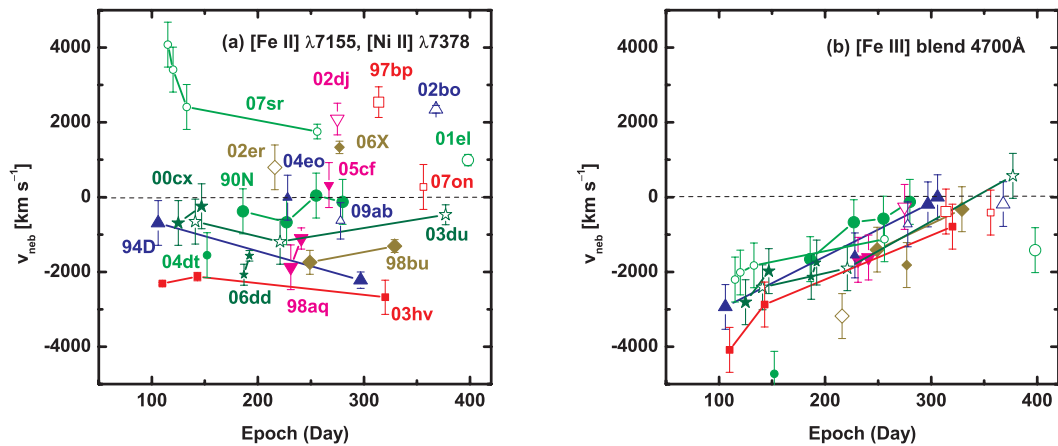 (a) [Fe II] λ7155, [Ni II] λ7378
(b) [Fe III] blend 4700Å
4000
2000
0
-2000
-4000
v_neb [km s⁻¹]
07sr
02dj
97bp
02bo
06X
01el
02er
04eo
05cf
07on
00cx
90N
09ab
03du
94D
04dt
98bu
06dd
98aq
03hv
100 200 300 400
Epoch (Day)
4000
2000
0
-2000
-4000
v_neb [km s⁻¹]
100 200 300 400
Epoch (Day)